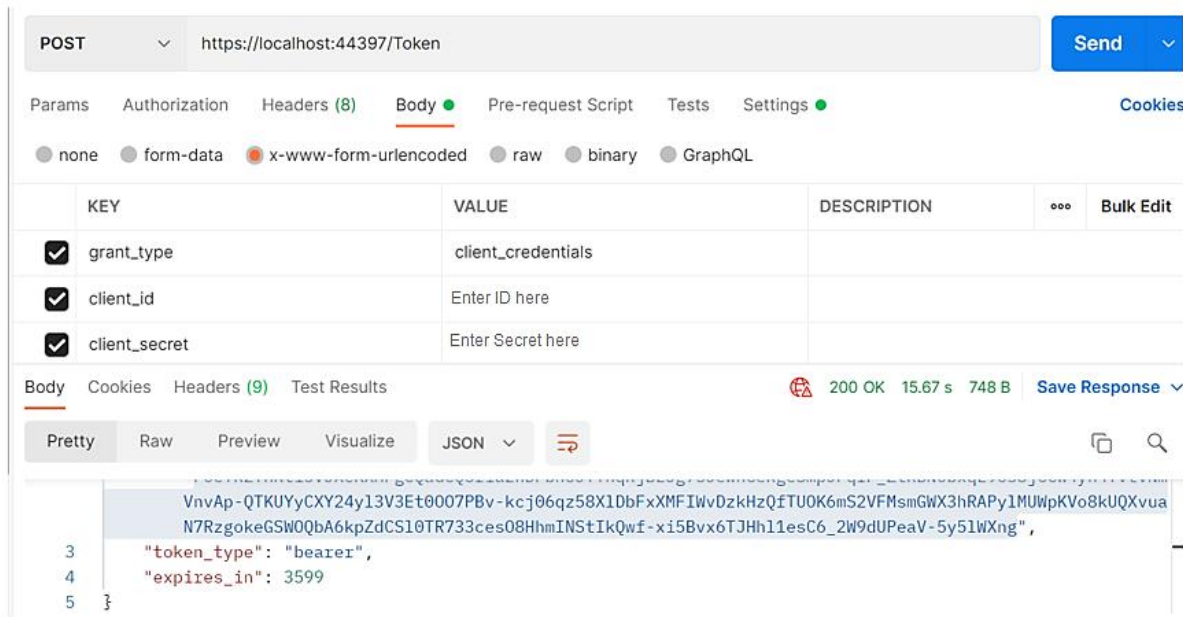 POST https://localhost:44397/Token Send
Params Authorization Headers (8) Body Pre-request Script Tests Settings Cookies
none form-data x-www-form-urlencoded raw binary GraphQL
KEY VALUE DESCRIPTION ooo Bulk Edit
grant_type client_credentials
client_id Enter ID here
client_secret Enter Secret here
Body Cookies Headers (9) Test Results 200 OK 15.67 s 748 B Save Response
Pretty Raw Preview Visualize JSON
VnvAp-QTKUYyCXY24yl3V3Et0OO7PBv-kcj06qz58XlDbFxXMFIWvDzkHzQfTUOK6mS2VFMsmGWX3hRAPylMUWpKVo8kUQXvua
N7RzgokeGSWOQbA6kpZdCSl0TR733cesO8HhmINStIkQwf-xi5Bvx6TJHhl1esC6_2W9dUPeaV-5y51WXng",
3 "token_type": "bearer",
4 "expires_in": 3599
5 }